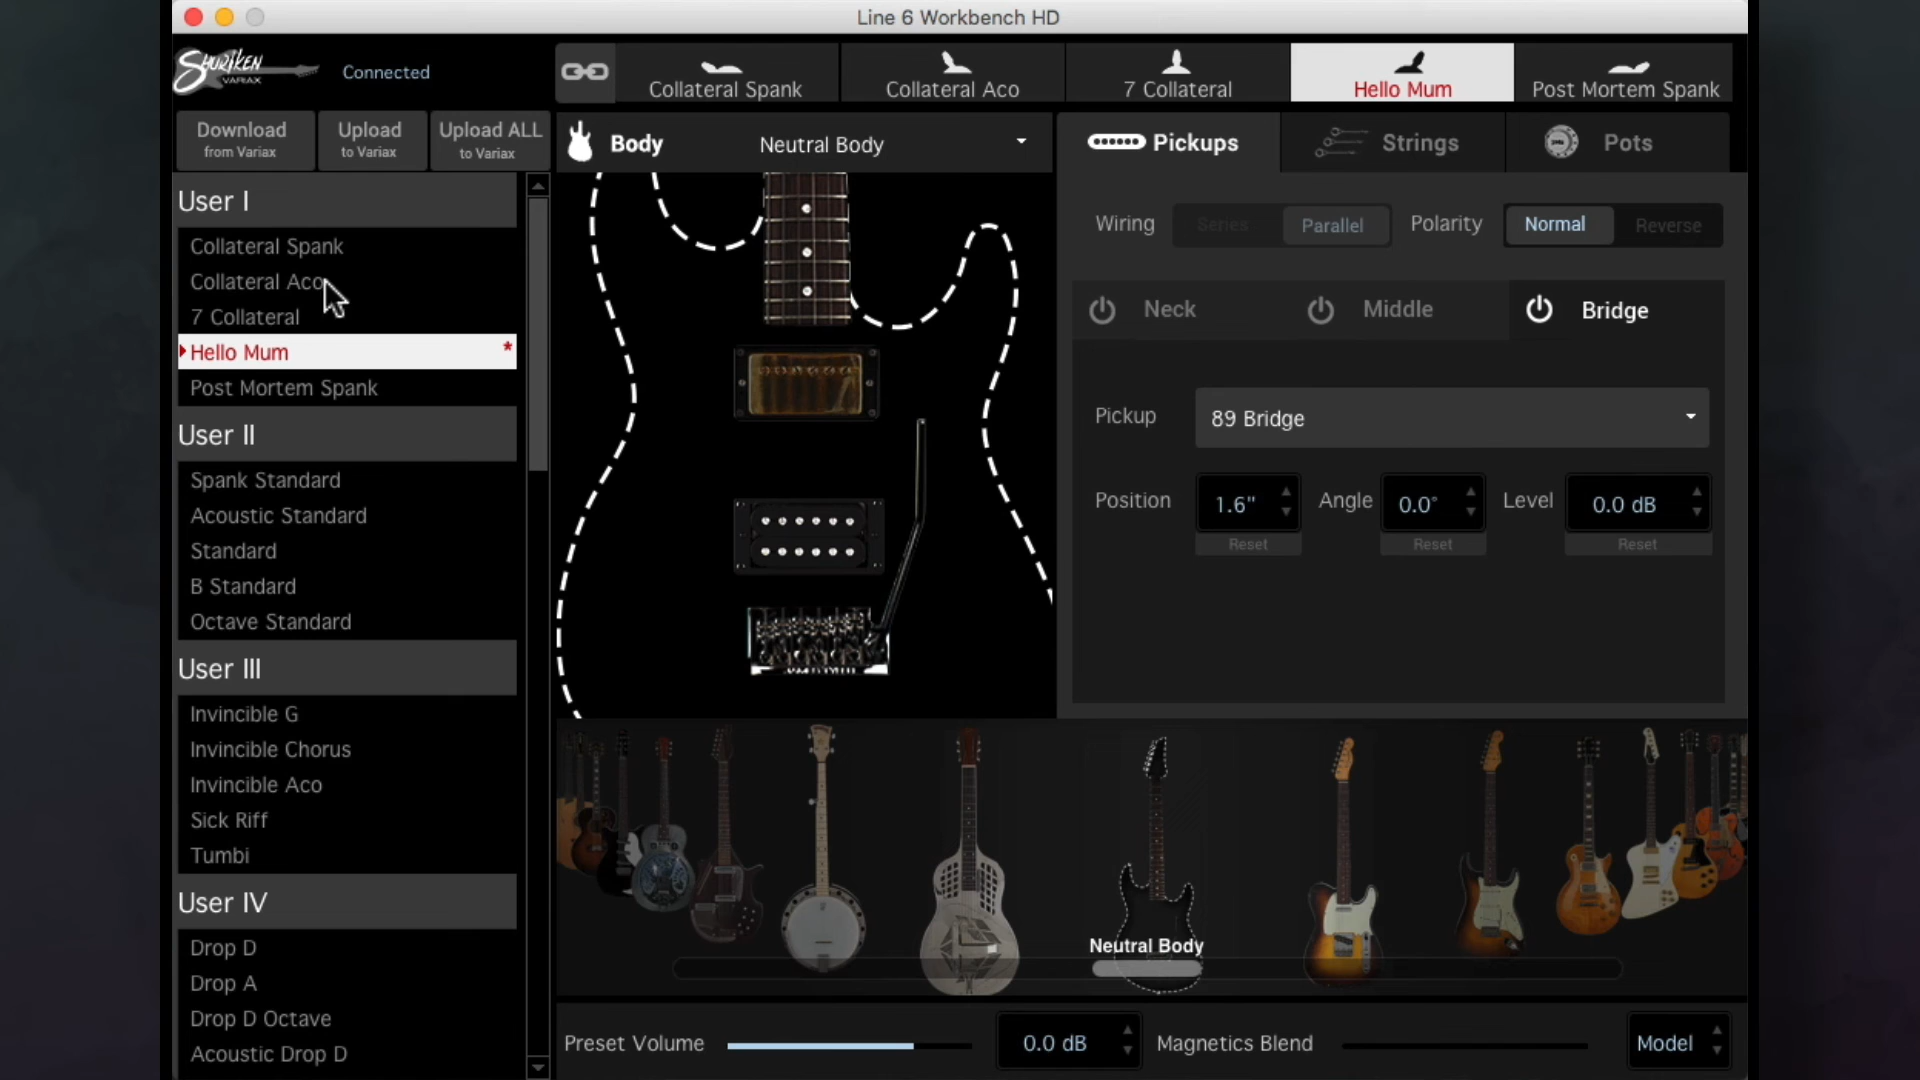 Line 6 Workbench HD
SHURIKEN
VARIAX
Connected
Collateral Spank
Collateral Aco
7 Collateral
Hello Mum
Post Mortem Spank
Download
from Variax
Upload
to Variax
Upload ALL
to Variax
Body
Neutral Body
Pickups
Strings
Pots
User I
Collateral Spank
Collateral Aco
7 Collateral
Hello Mum *
Post Mortem Spank
User II
Spank Standard
Acoustic Standard
Standard
B Standard
Octave Standard
User III
Invincible G
Invincible Chorus
Invincible Aco
Sick Riff
Tumbi
User IV
Drop D
Drop A
Drop D Octave
Acoustic Drop D
Wiring Series Parallel Polarity Normal Reverse
Neck Middle Bridge
Pickup 89 Bridge
Position 1.6" Angle 0.0° Level 0.0 dB
Reset Reset Reset
Neutral Body
Preset Volume 0.0 dB Magnetics Blend Model